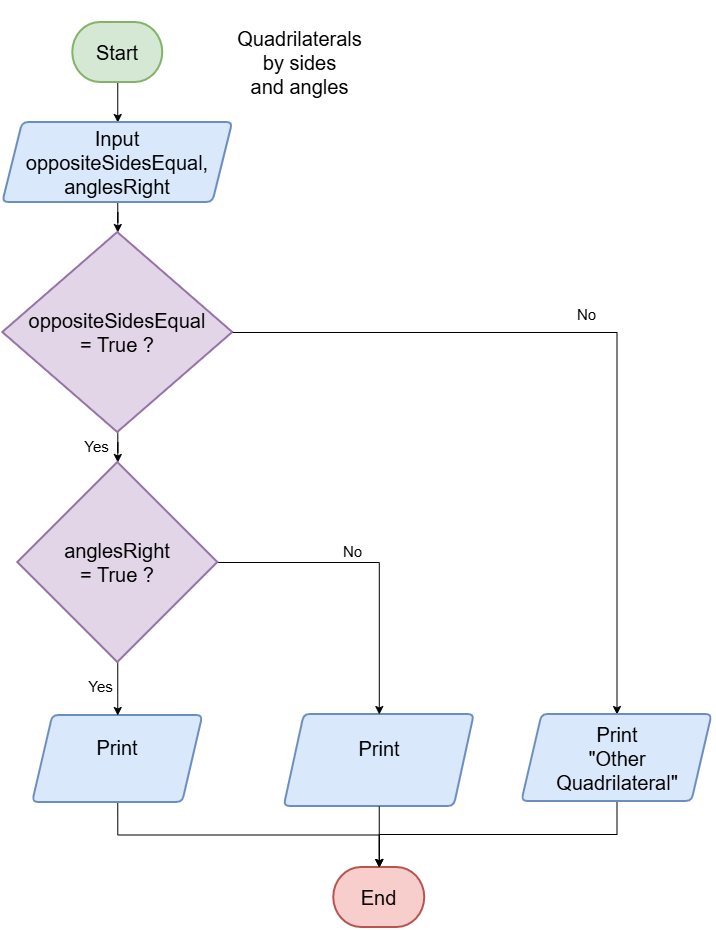 Start
Quadrilaterals
by sides
and angles
Input
oppositeSidesEqual,
anglesRight
oppositeSidesEqual
= True ?
No
Yes
anglesRight
= True ?
No
Yes
Print
Print
Print
"Other
Quadrilateral"
End